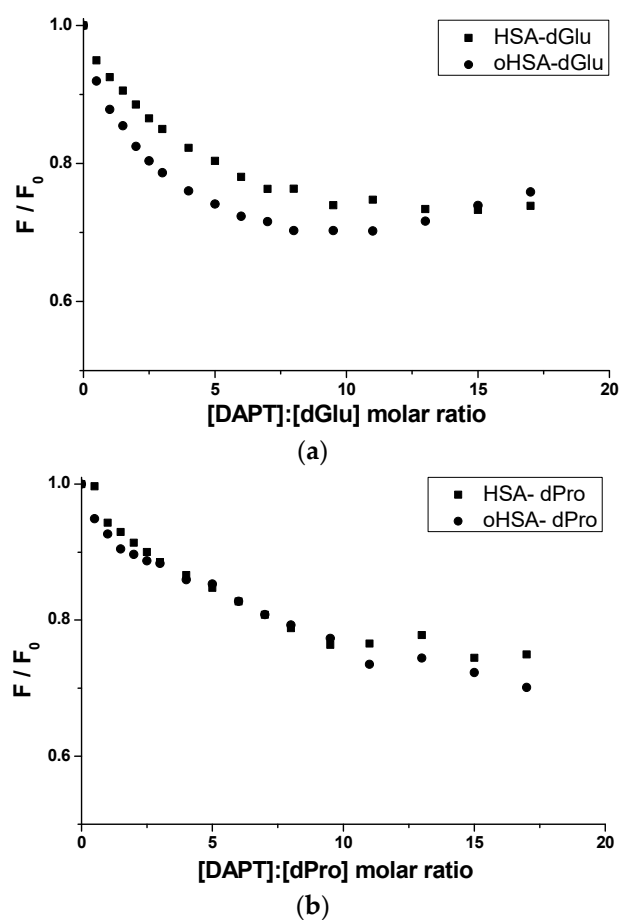 1.0
HSA-dGlu
oHSA-dGlu
0.8
F / F0
0.6
0 5 10 15 20
[DAPT]:[dGlu] molar ratio
(a)
1.0
HSA- dPro
oHSA- dPro
0.8
F / F0
0.6
0 5 10 15 20
[DAPT]:[dPro] molar ratio
(b)